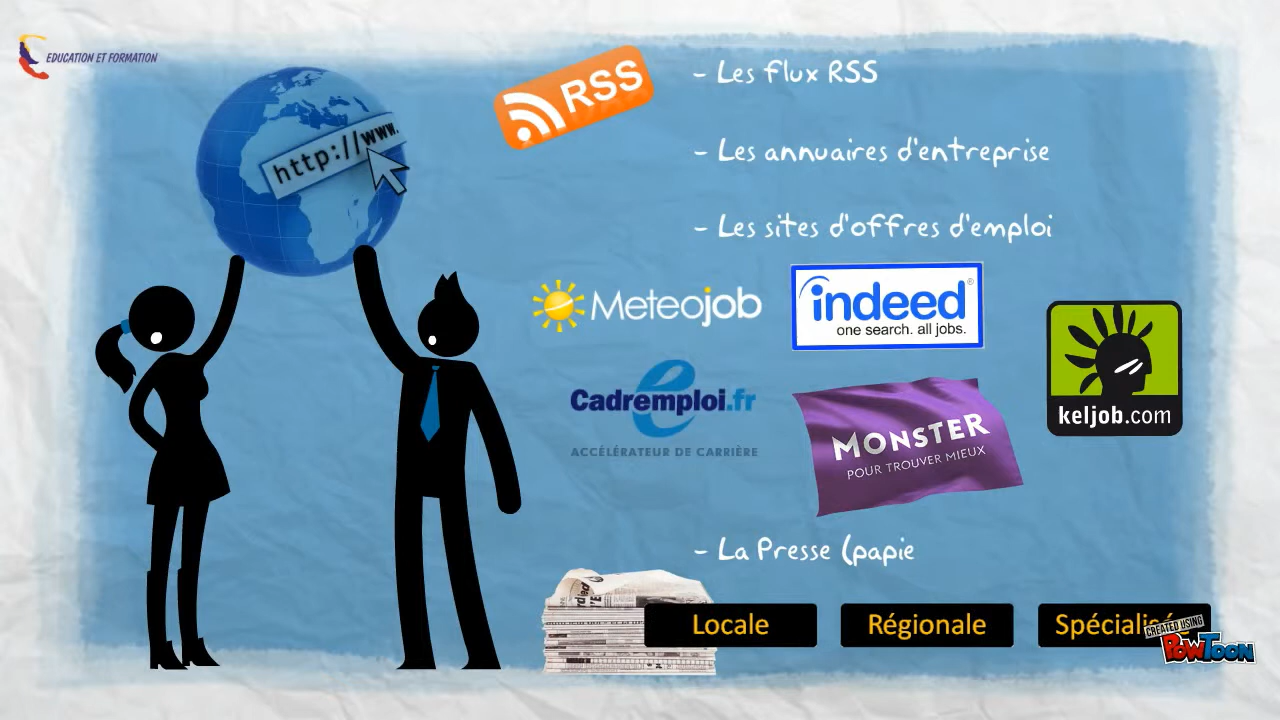 EDUCATION ET FORMATION
http://www.
RSS
- Les flux RSS
- Les annuaires d'entreprise
- Les sites d'offres d'emploi
Meteojob
indeed®
one search. all jobs.
keljob.com
Cadremploi.fr
ACCÉLÉRATEUR DE CARRIÈRE
MONSTER
POUR TROUVER MIEUX
- La Presse (papie
Locale
Régionale
CREATED USING
POWTOON